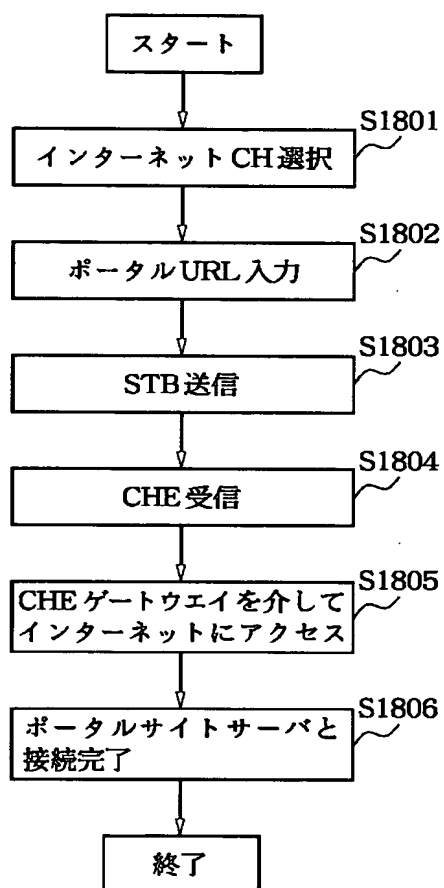 スタート
S1801
インターネットCH選択
S1802
ポータルURL入力
S1803
STB送信
S1804
CHE受信
S1805
CHEゲートウエイを介して
インターネットにアクセス
S1806
ポータルサイトサーバと
接続完了
終了